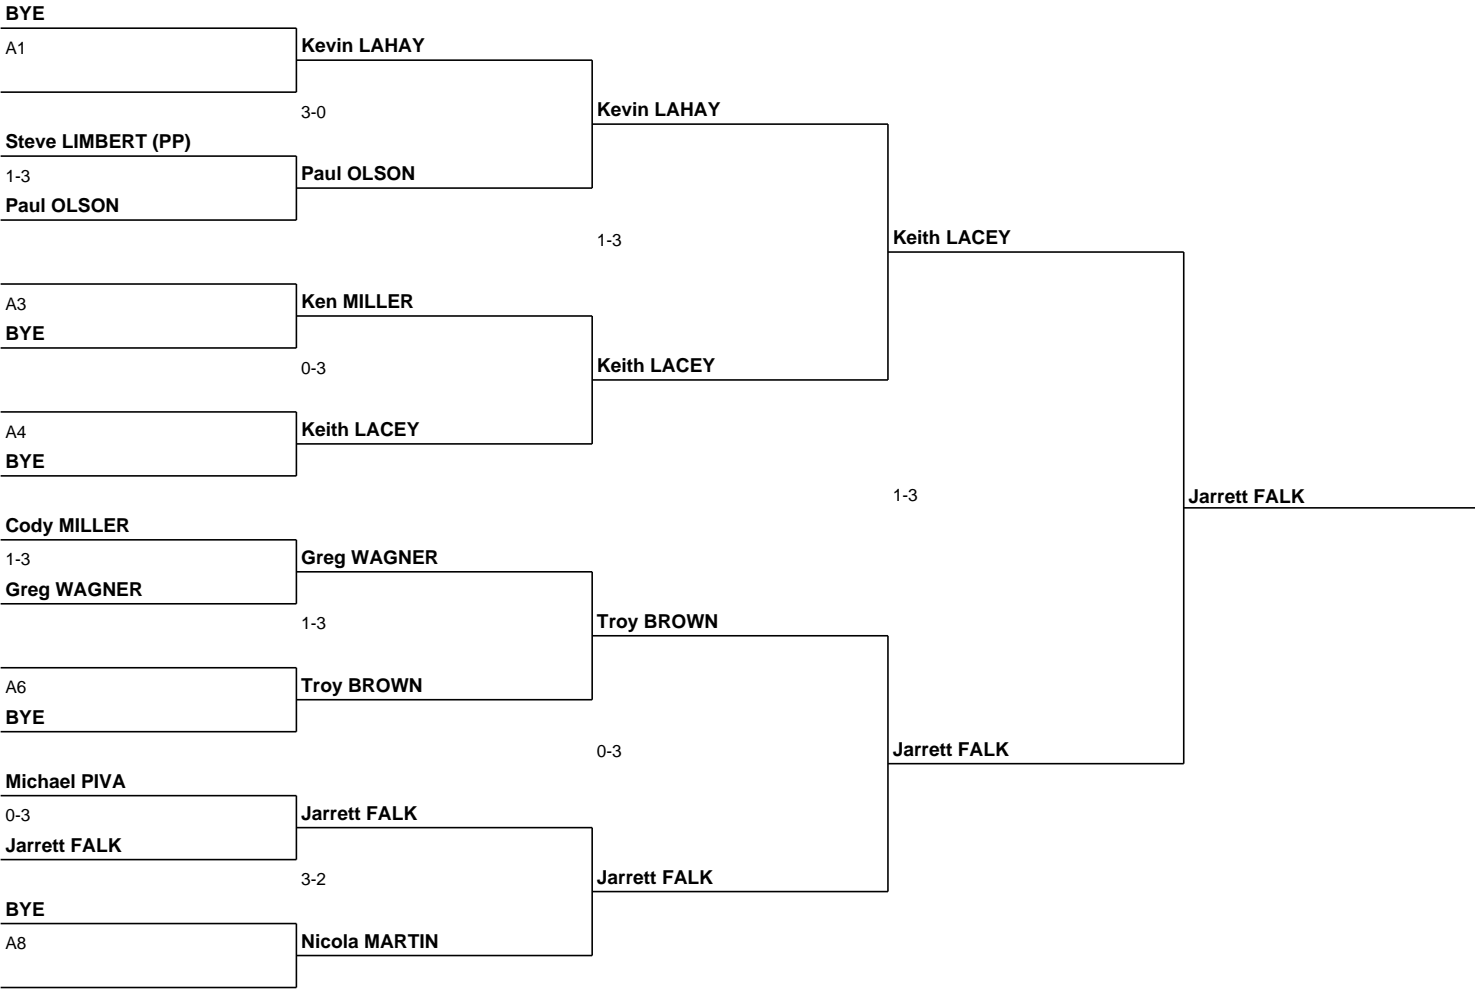 BYE
A1
Kevin LAHAY
3-0
Kevin LAHAY
Steve LIMBERT (PP)
1-3
Paul OLSON
Paul OLSON
1-3
Keith LACEY
A3
Ken MILLER
BYE
0-3
Keith LACEY
A4
Keith LACEY
BYE
1-3
Jarrett FALK
Cody MILLER
1-3
Greg WAGNER
Greg WAGNER
1-3
Troy BROWN
A6
Troy BROWN
BYE
0-3
Jarrett FALK
Michael PIVA
0-3
Jarrett FALK
Jarrett FALK
3-2
Jarrett FALK
BYE
A8
Nicola MARTIN